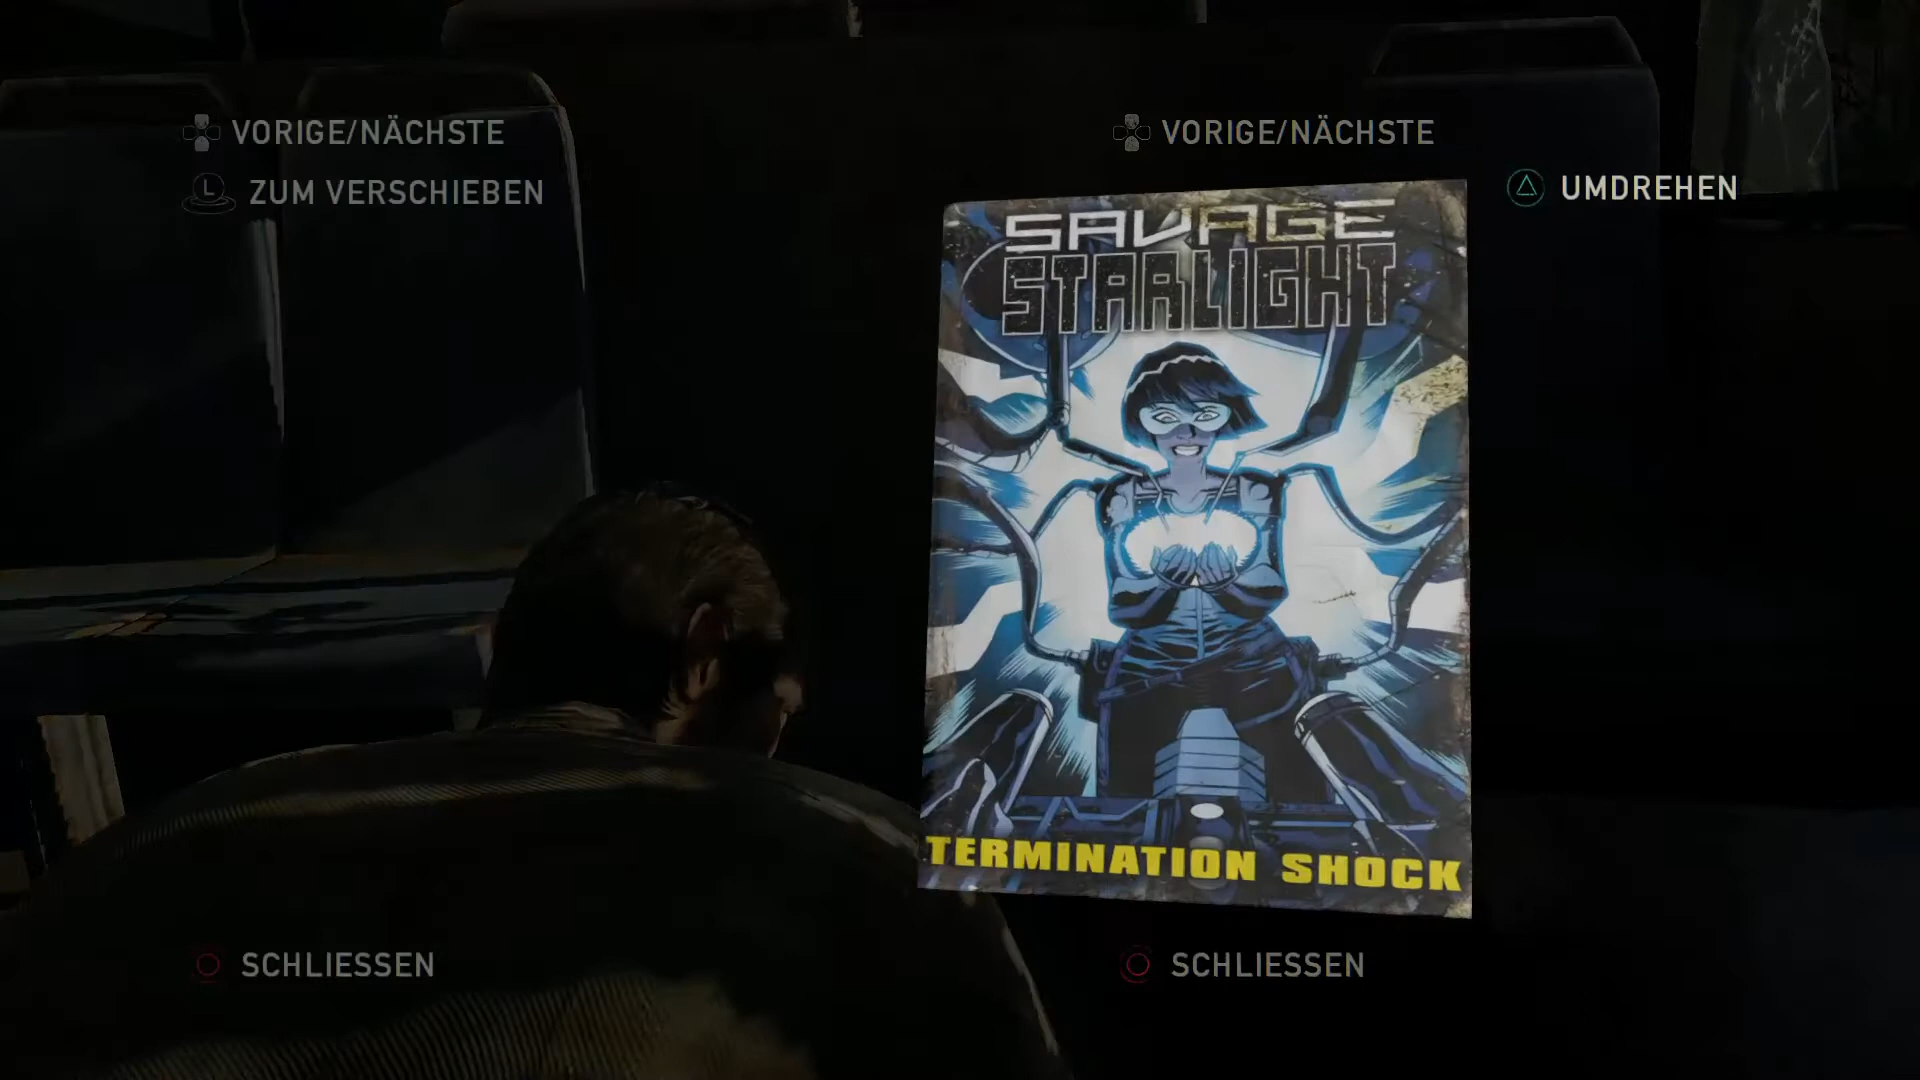 VORIGE/NÄCHSTE
ZUM VERSCHIEBEN
VORIGE/NÄCHSTE
UMDREHEN
SAVAGE
STARLIGHT
TERMINATION SHOCK
SCHLIESSEN
SCHLIESSEN